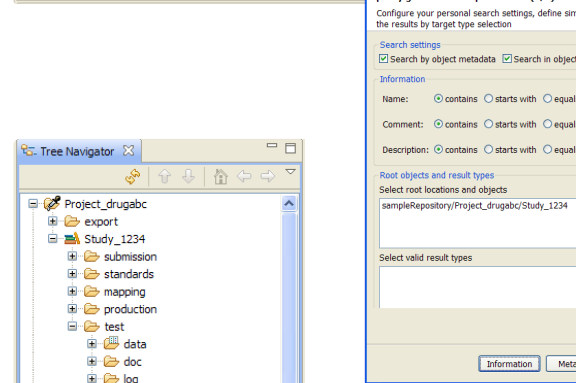 Configure your personal search settings, define
the results by target type selection
Search settings
Search by object metadata Search in object
Information
Name: contains starts with equal
Comment: contains starts with equal
Description: contains starts with equal
Root objects and result types
Select root locations and objects
sampleRepository/Project_drugabc/Study_1234
Select valid result types
Information
Tree Navigator
Project_drugabc
export
Study_1234
submission
standards
mapping
production
test
data
doc
log